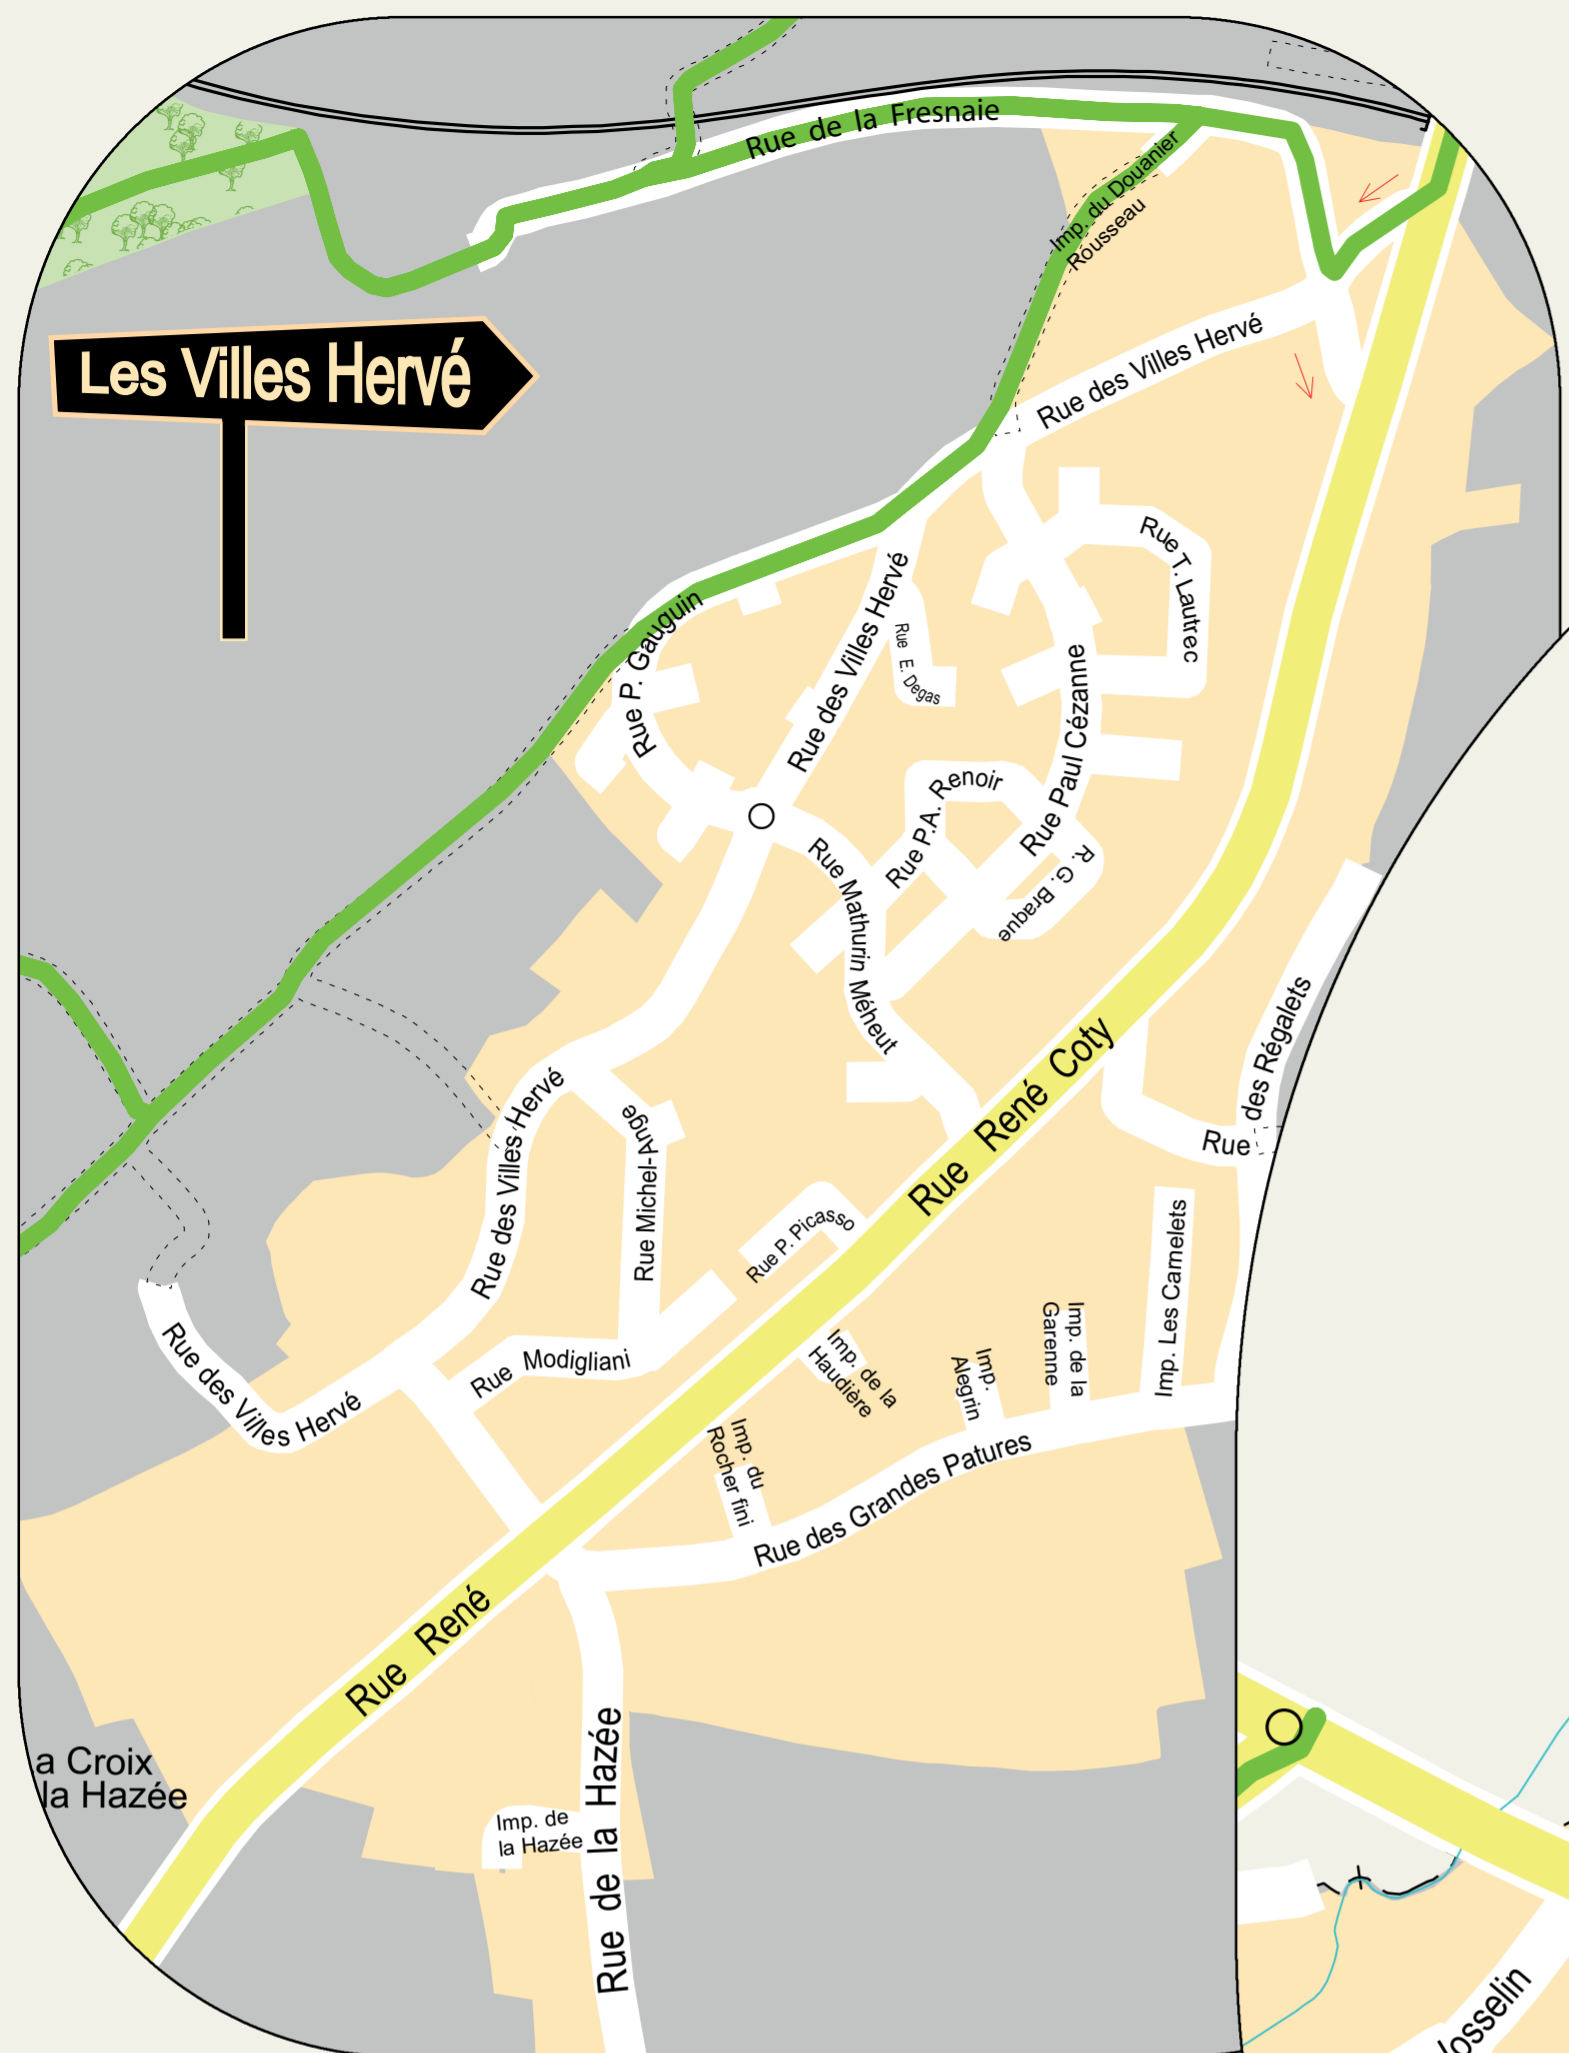 Rue de la Fresnaie
Imp. du Douanier
Rousseau
Les Villes Hervé
Rue des Villes Hervé
Rue T. Lautrec
Rue des Villes Hervé
Rue E. Degas
Rue P. Gauguin
Rue Paul Cézanne
Rue P.A. Renoir
R. G. Braque
Rue Mathurin Méheut
Rue des Régalets
Rue René Coty
Rue des Villes Hervé
Rue Michel-Ange
Rue P. Picasso
Imp. Les Camelets
Imp. de la
Garenne
Imp.
Alegrin
Imp. de la
Haudière
Rue Modigliani
Rue des Villes Hervé
Imp. du
Rocher fini
Rue des Grandes Patures
Rue René
a Croix
la Hazée
Rue de la Hazée
Imp. de
la Hazée
Josselin